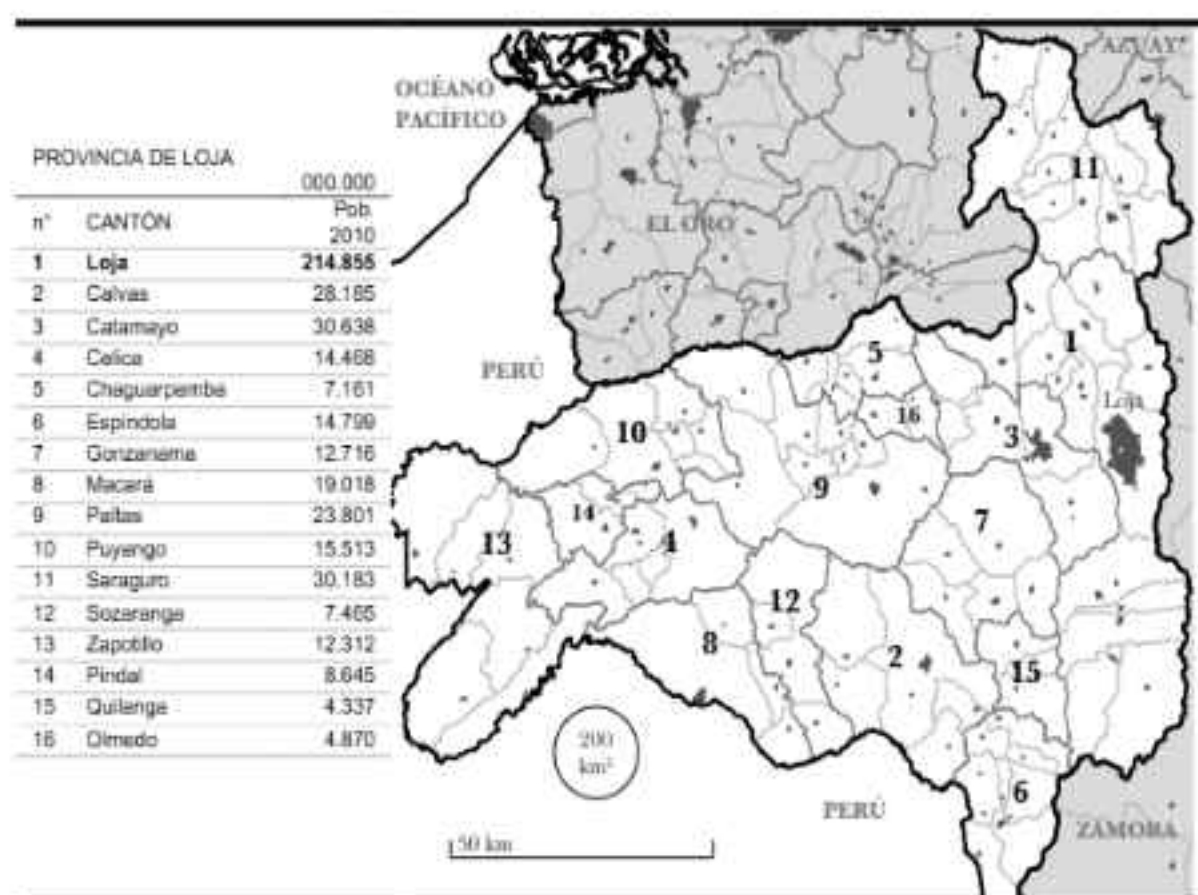 PROVINCIA DE LOJA
000.000
n° CANTÓN Pob. 2010
1 Loja 214.855
2 Calvas 28.185
3 Catamayo 30.638
4 Celica 14.468
5 Chaguarpamba 7.161
6 Espindola 14.799
7 Gonzanama 12.716
8 Macará 19.018
9 Paltas 23.801
10 Puyango 15.513
11 Saraguro 30.183
12 Sozaranga 7.465
13 Zapotillo 12.312
14 Pindal 8.645
15 Quilanga 4.337
16 Olmedo 4.870
OCÉANO
PACÍFICO
AZUAY
11
EL ORO
PERÚ
5
1
Loja
16
10
3
9
7
14
13
4
12
8
2
15
200
km²
6
PERÚ
ZAMORA
50 km